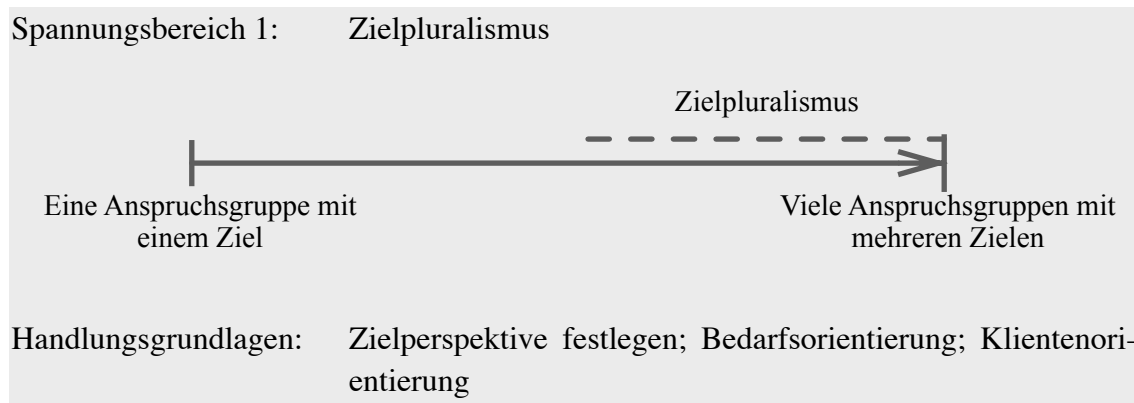 Spannungsbereich 1: Zielpluralismus
Zielpluralismus
Eine Anspruchsgruppe mit
einem Ziel
Viele Anspruchsgruppen mit
mehreren Zielen
Handlungsgrundlagen: Zielperspektive festlegen; Bedarfsorientierung; Klientenori-
entierung